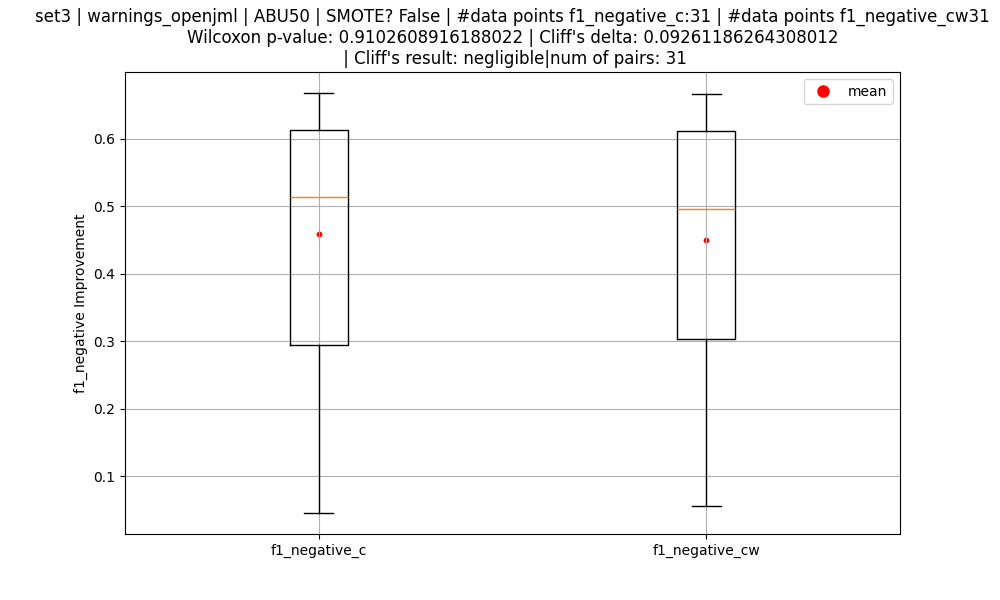 set3 | warnings_openjml | ABU50 | SMOTE? False | #data points f1_negative_c:31 | #data points f1_negative_cw31
Wilcoxon p-value: 0.9102608916188022 | Cliff's delta: 0.09261186264308012
| Cliff's result: negligible|num of pairs: 31
mean
0.6
0.5
0.4
0.3
0.2
0.1
f1_negative Improvement
f1_negative_c
f1_negative_cw